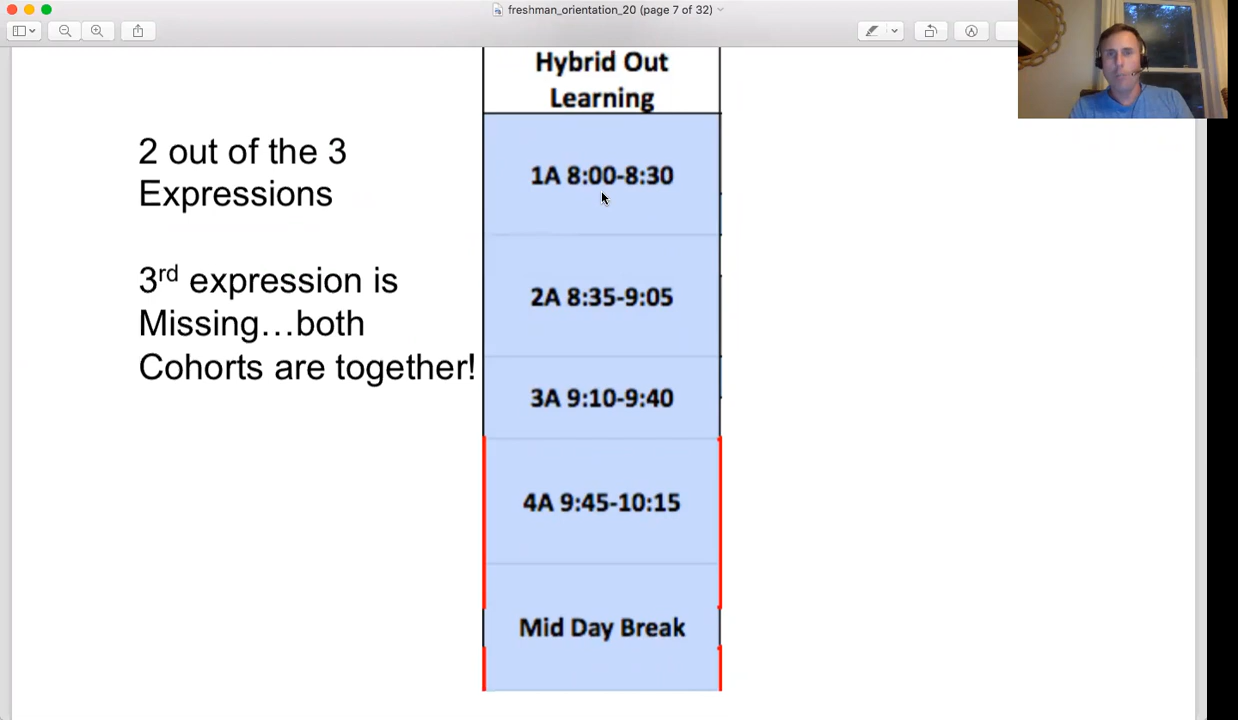 freshman_orientation_20 (page 7 of 32)
Hybrid Out
Learning
2 out of the 3
Expressions
3rd expression is
Missing…both
Cohorts are together!
1A 8:00-8:30
2A 8:35-9:05
3A 9:10-9:40
4A 9:45-10:15
Mid Day Break